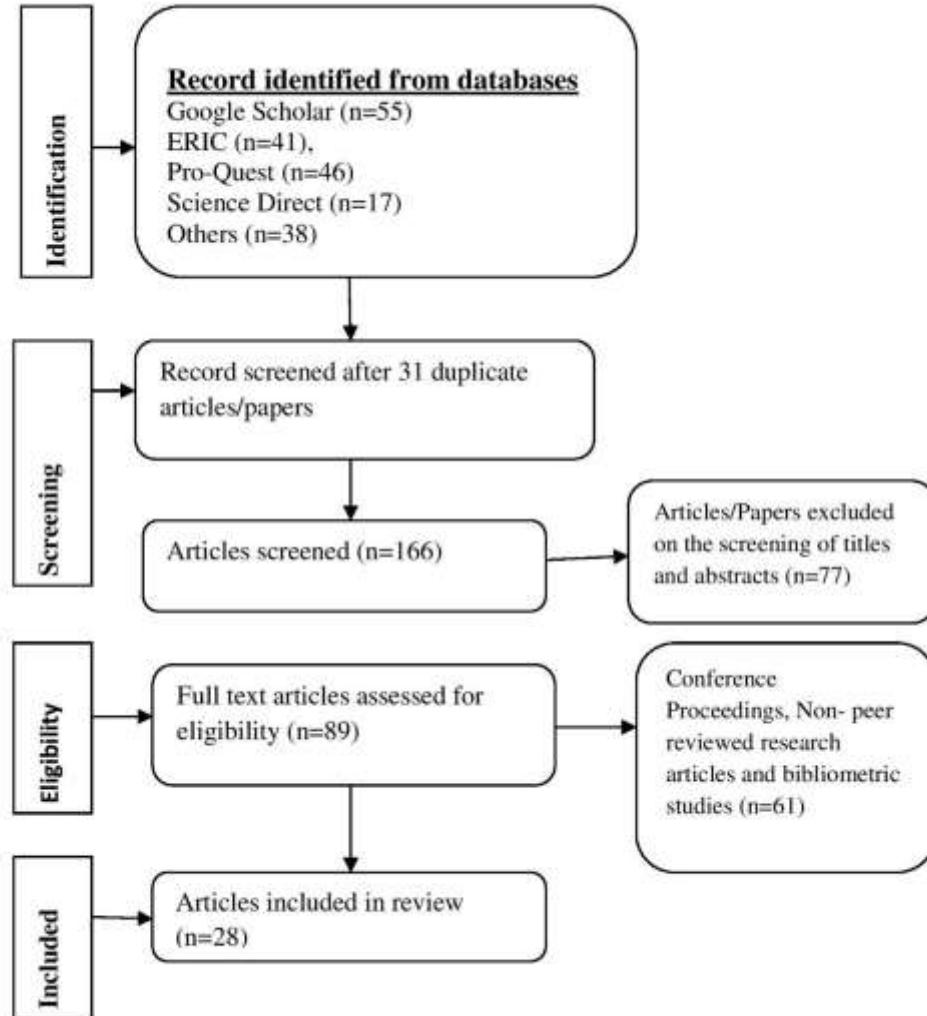 Identification
Record identified from databases
Google Scholar (n=55)
ERIC (n=41),
Pro-Quest (n=46)
Science Direct (n=17)
Others (n=38)
Screening
Record screened after 31 duplicate
articles/papers
Articles screened (n=166)
Articles/Papers excluded
on the screening of titles
and abstracts (n=77)
Eligibility
Full text articles assessed for
eligibility (n=89)
Conference
Proceedings, Non- peer
reviewed research
articles and bibliometric
studies (n=61)
Included
Articles included in review
(n=28)